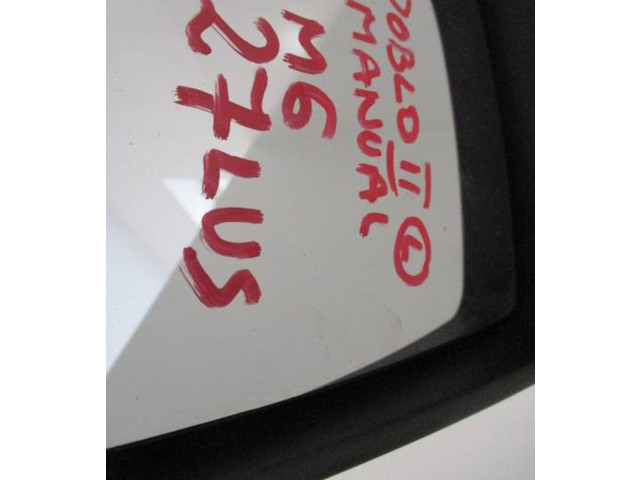 DOBLO II (L)
MANUAL
M6
27LUS